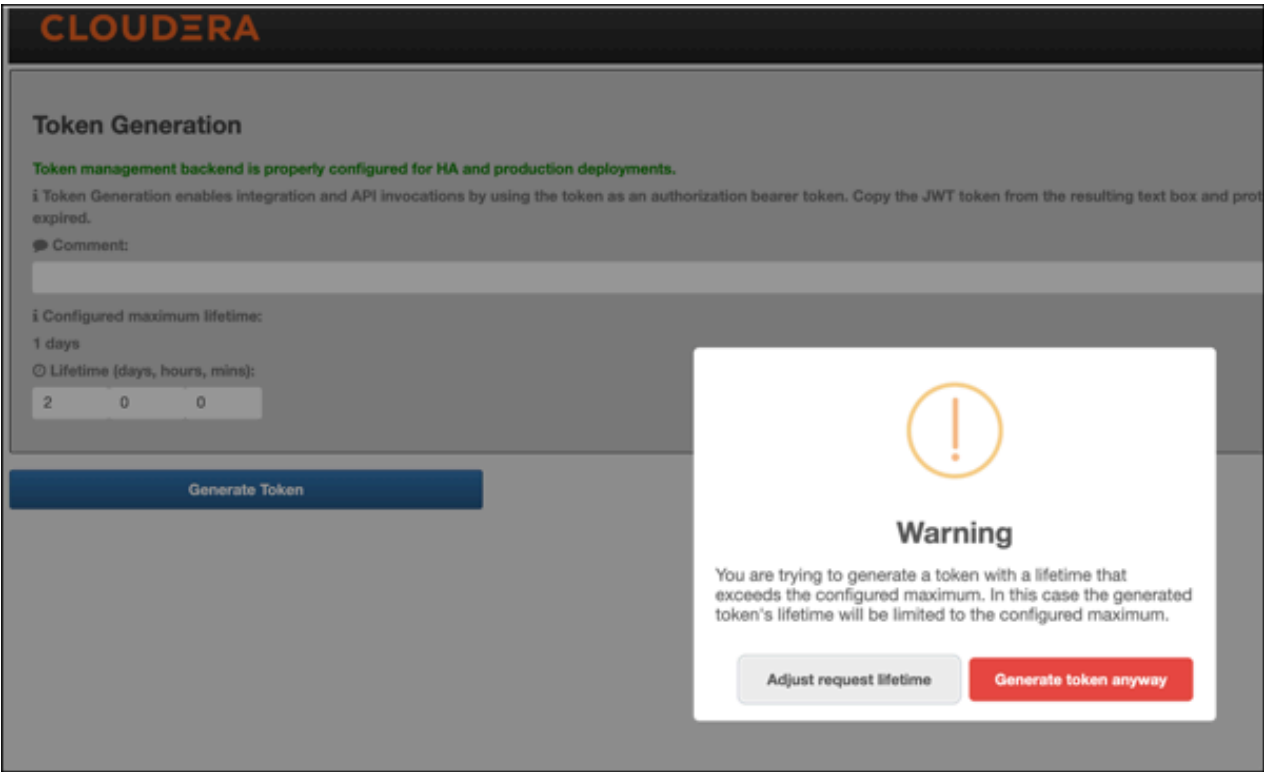 CLOUDERA
Token Generation
Token management backend is properly configured for HA and production deployments.
i Token Generation enables integration and API invocations by using the token as an authorization bearer token. Copy the JWT token from the resulting text box and
expired.
Comment:
i Configured maximum lifetime:
1 days
Lifetime (days, hours, mins):
2 0 0
Generate Token
Warning
You are trying to generate a token with a lifetime that
exceeds the configured maximum. In this case the generated
token's lifetime will be limited to the configured maximum.
Adjust request lifetime Generate token anyway